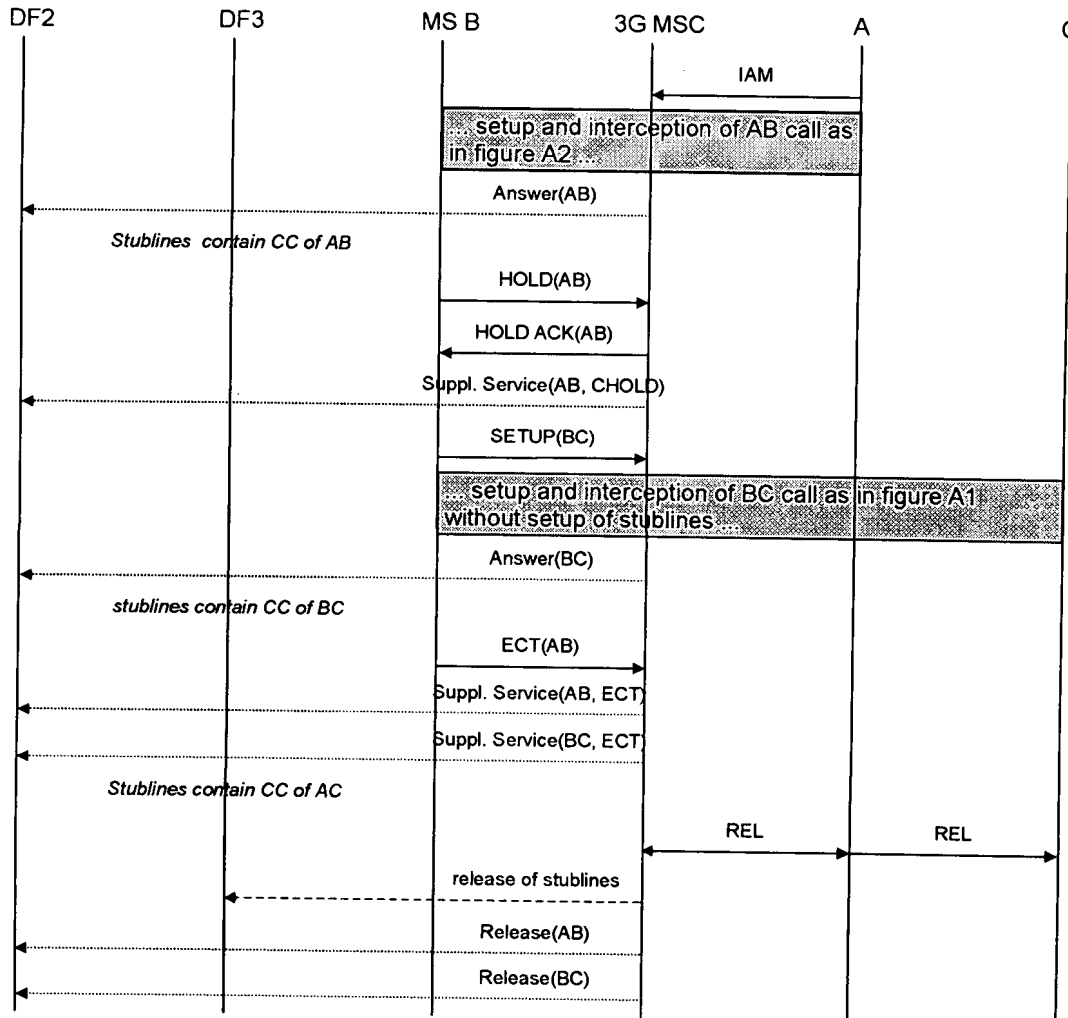 DF2 DF3 MS B 3G MSC A
IAM
... setup and interception of AB call as
in figure A2 ...
Answer(AB)
Stublines contain CC of AB
HOLD(AB)
HOLD ACK(AB)
Suppl. Service(AB, CHOLD)
SETUP(BC)
... setup and interception of BC call as in figure A1
without setup of stublines ...
Answer(BC)
stublines contain CC of BC
ECT(AB)
Suppl. Service(AB, ECT)
Suppl. Service(BC, ECT)
Stublines contain CC of AC
REL REL
release of stublines
Release(AB)
Release(BC)